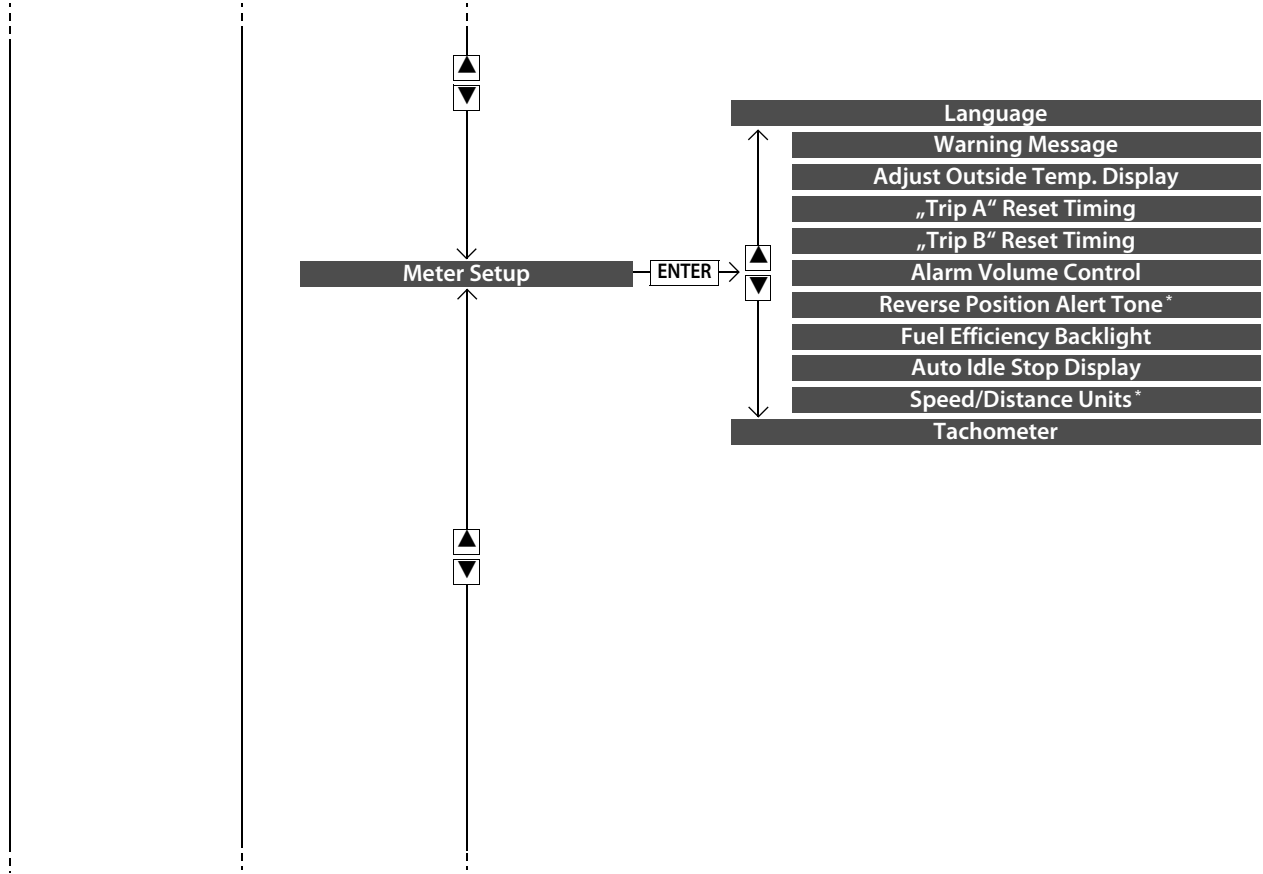 Language
Warning Message
Adjust Outside Temp. Display
„Trip A“ Reset Timing
„Trip B“ Reset Timing
Meter Setup
ENTER
Alarm Volume Control
Reverse Position Alert Tone*
Fuel Efficiency Backlight
Auto Idle Stop Display
Speed/Distance Units*
Tachometer